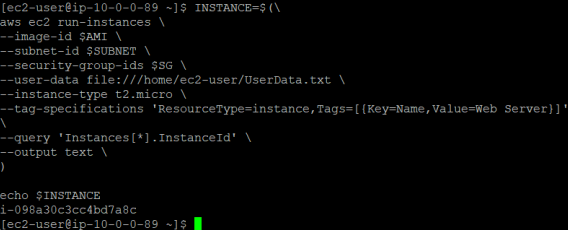 [ec2-user@ip-10-0-0-89 ~]$ INSTANCE=$(\
aws ec2 run-instances \
--image-id $AMI \
--subnet-id $SUBNET \
--security-group-ids $SG \
--user-data file:///home/ec2-user/UserData.txt \
--instance-type t2.micro \
--tag-specifications 'ResourceType=instance,Tags=[{Key=Name,Value=Web Server}]'
\
--query 'Instances[*].InstanceId' \
--output text \
)
echo $INSTANCE
i-098a30c3cc4bd7a8c
[ec2-user@ip-10-0-0-89 ~]$